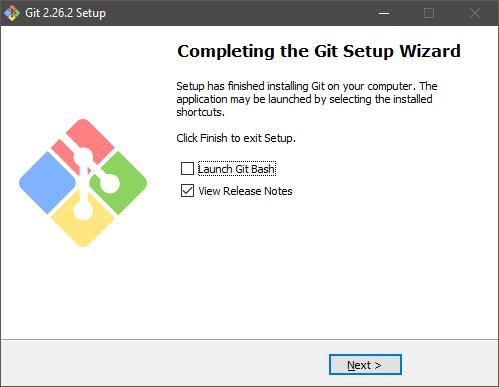 Git 2.26.2 Setup
Completing the Git Setup Wizard
Setup has finished installing Git on your computer. The
application may be launched by selecting the installed
shortcuts.
Click Finish to exit Setup.
Launch Git Bash
View Release Notes
Next >